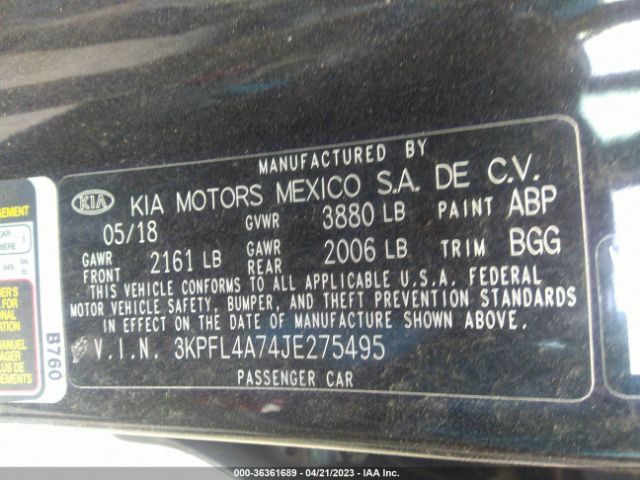 MANUFACTURED BY
KIA KIA MOTORS MEXICO S.A. DE C.V.
05/18 GVWR 3880 LB PAINT ABP
GAWR FRONT 2161 LB GAWR REAR 2006 LB TRIM BGG
THIS VEHICLE CONFORMS TO ALL APPLICABLE U.S.A. FEDERAL
MOTOR VEHICLE SAFETY, BUMPER, AND THEFT PREVENTION STANDARDS
IN EFFECT ON THE DATE OF MANUFACTURE SHOWN ABOVE.
V.I.N. 3KPFL4A74JE275495
PASSENGER CAR
B760
000-36361689 - 04/21/2023 - IAA Inc.